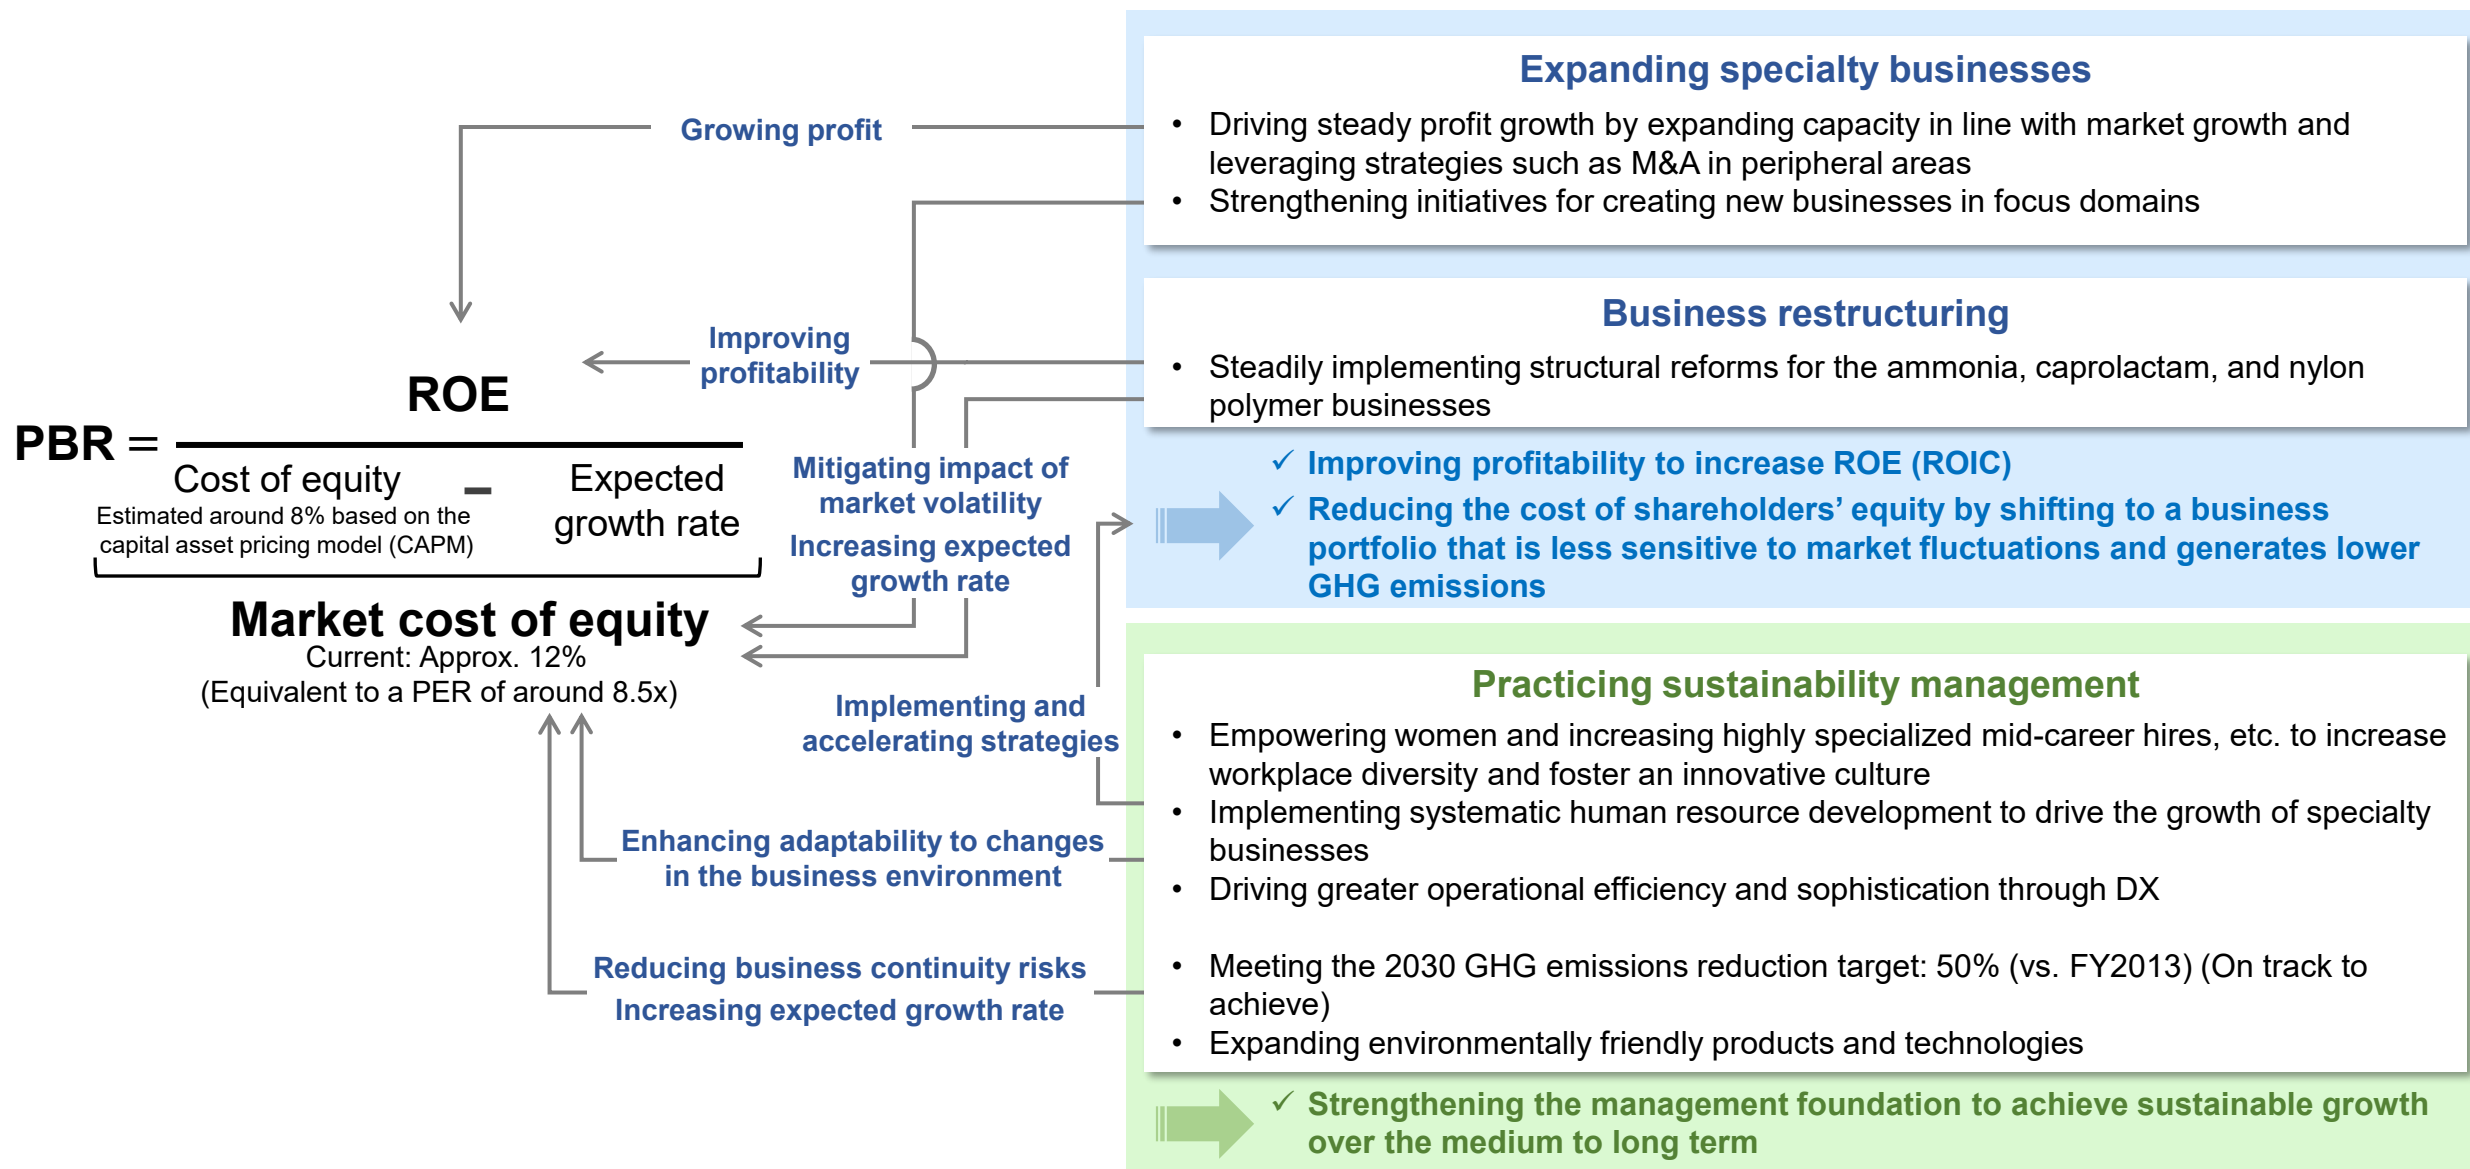 PBR =
ROE
Cost of equity
Estimated around 8% based on the
capital asset pricing model (CAPM)
–
Expected
growth rate
Market cost of equity
Current: Approx. 12%
(Equivalent to a PER of around 8.5x)
Growing profit
Improving
profitability
Mitigating impact of
market volatility
Increasing expected
growth rate
Implementing and
accelerating strategies
Enhancing adaptability to changes
in the business environment
Reducing business continuity risks
Increasing expected growth rate
Expanding specialty businesses
• Driving steady profit growth by expanding capacity in line with market growth and
leveraging strategies such as M&A in peripheral areas
• Strengthening initiatives for creating new businesses in focus domains
Business restructuring
• Steadily implementing structural reforms for the ammonia, caprolactam, and nylon
polymer businesses
✓ Improving profitability to increase ROE (ROIC)
✓ Reducing the cost of shareholders’ equity by shifting to a business
portfolio that is less sensitive to market fluctuations and generates lower
GHG emissions
Practicing sustainability management
• Empowering women and increasing highly specialized mid-career hires, etc. to increase
workplace diversity and foster an innovative culture
• Implementing systematic human resource development to drive the growth of specialty
businesses
• Driving greater operational efficiency and sophistication through DX
• Meeting the 2030 GHG emissions reduction target: 50% (vs. FY2013) (On track to
achieve)
• Expanding environmentally friendly products and technologies
✓ Strengthening the management foundation to achieve sustainable growth
over the medium to long term